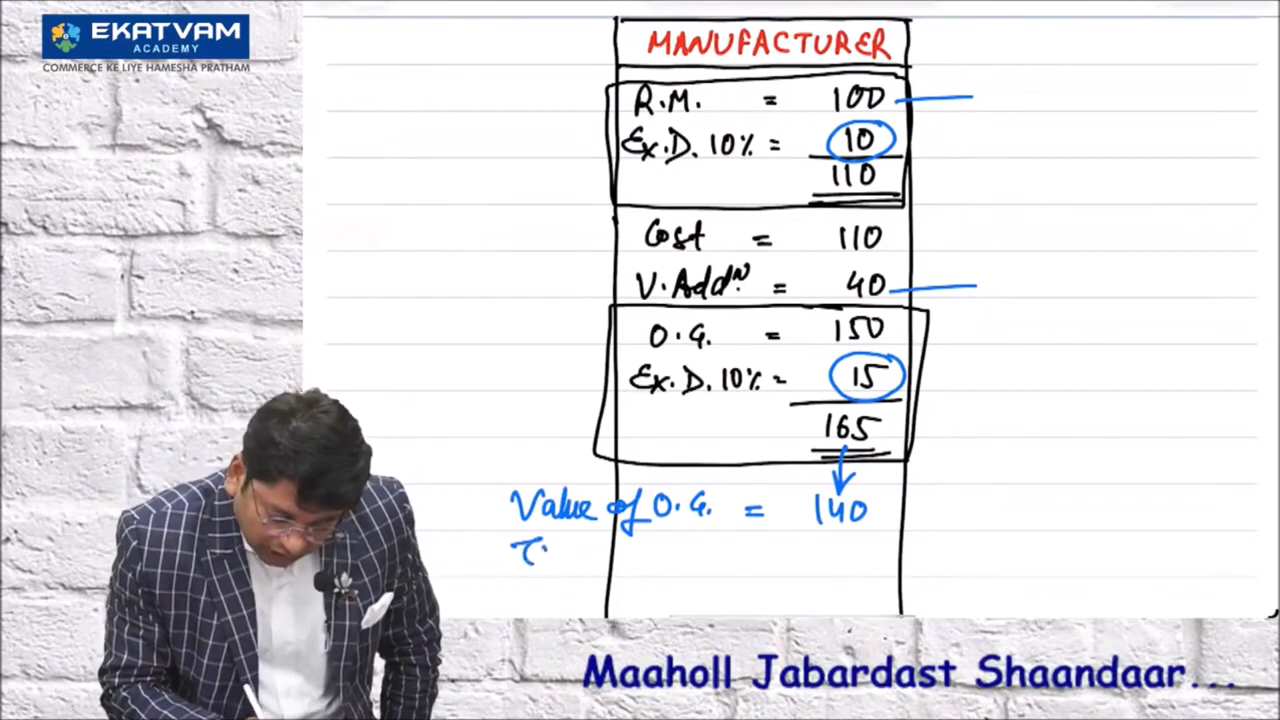 EKATVAM
ACADEMY
COMMERCE KE LIYE HAMESHA PRATHAM
MANUFACTURER
R.M. = 100
Ex.D. 10% = 10
110
Cost = 110
V.Addn. = 40
O.G. = 150
Ex.D. 10% = 15
165
Value of O.G. = 140
T.
Maaholl Jabardast Shaandaar...